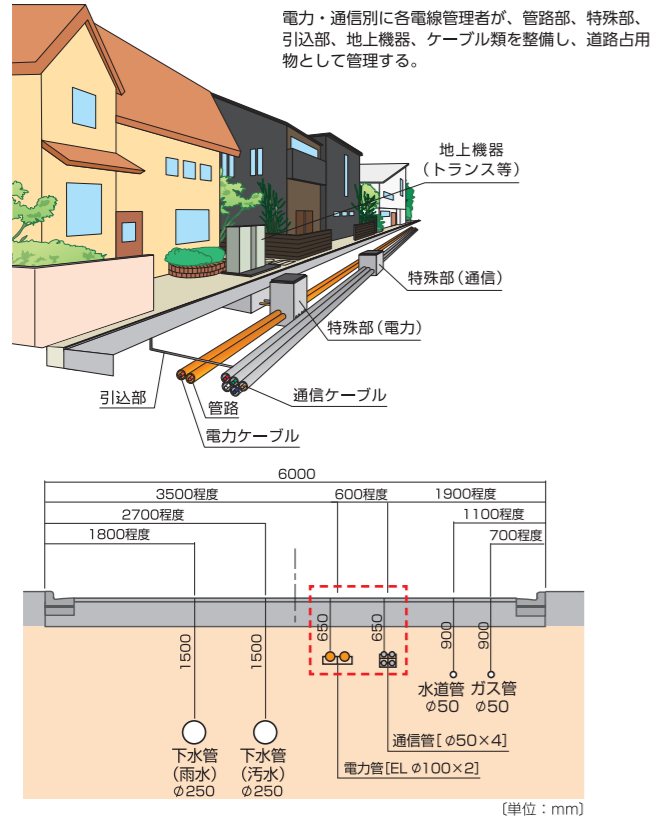 電力・通信別に各電線管理者が、管路部、特殊部、
引込部、地上機器、ケーブル類を整備し、道路占用
物として管理する。
地上機器
(トランス等)
特殊部(通信)
特殊部(電力)
引込部
管路
通信ケーブル
電力ケーブル
6000
3500程度
600程度
1900程度
2700程度
1100程度
1800程度
700程度
1500
1500
650
650
900
900
水道管
φ50
ガス管
φ50
通信管[φ50×4]
下水管
(雨水)
φ250
下水管
(汚水)
φ250
電力管[EL φ100×2]
〔単位:mm〕